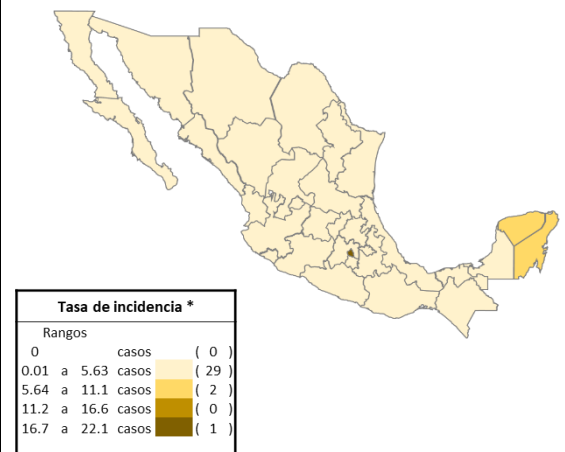 Tasa de incidencia *
Rangos
0 casos ( 0 )
0.01 a 5.63 casos ( 29 )
5.64 a 11.1 casos ( 2 )
11.2 a 16.6 casos ( 0 )
16.7 a 22.1 casos ( 1 )